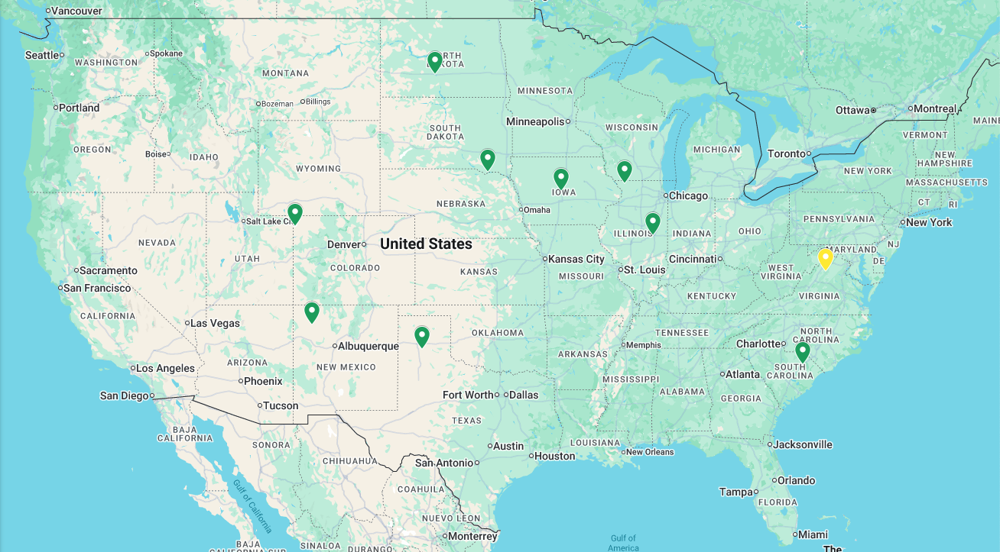 Vancouver
Seattle
WASHINGTON
Spokane
MONTANA
RTH
KOTA
MINNESOTA
Ottawa
Montreal
MAINE
Portland
Bozeman
Billings
Minneapolis
WISCONSIN
VERMONT
SOUTH
DAKOTA
OREGON
Boise
IDAHO
MICHIGAN
Toronto
NEW
HAMPSHIRE
WYOMING
NEW YORK
MASSACHUSETTS
IOWA
Chicago
CT
RI
NEBRASKA
Omaha
Salt Lake Ci
PENNSYLVANIA
New York
NEVADA
ILLINOIS
INDIANA
OHIO
Denver
United States
MARYLAND
NJ
DE
UTAH
COLORADO
Kansas City
Cincinnati
Sacramento
KANSAS
MISSOURI
St. Louis
WEST
VIRGINIA
San Francisco
KENTUCKY
VIRGINIA
CALIFORNIA
Las Vegas
OKLAHOMA
TENNESSEE
NORTH
CAROLINA
Albuquerque
Memphis
Charlotte
ARIZONA
NEW MEXICO
ARKANSAS
Los Angeles
SOUTH
CAROLINA
Phoenix
MISSISSIPPI
Atlanta
San Diego
Fort Worth
Dallas
ALABAMA
GEORGIA
Tucson
TEXAS
BAJA
CALIFORNIA
SONORA
Austin
LOUISIANA
Jacksonville
CHIHUAHUA
San Antonio
Houston
New Orleans
Orlando
COAHUILA
Tampa
FLORIDA
Gulf of California
NUEVO LEON
Monterrey
Miami
Gulf of
America
BAJA
CALIFORNIA SUR
SINALOA
DURANGO
The